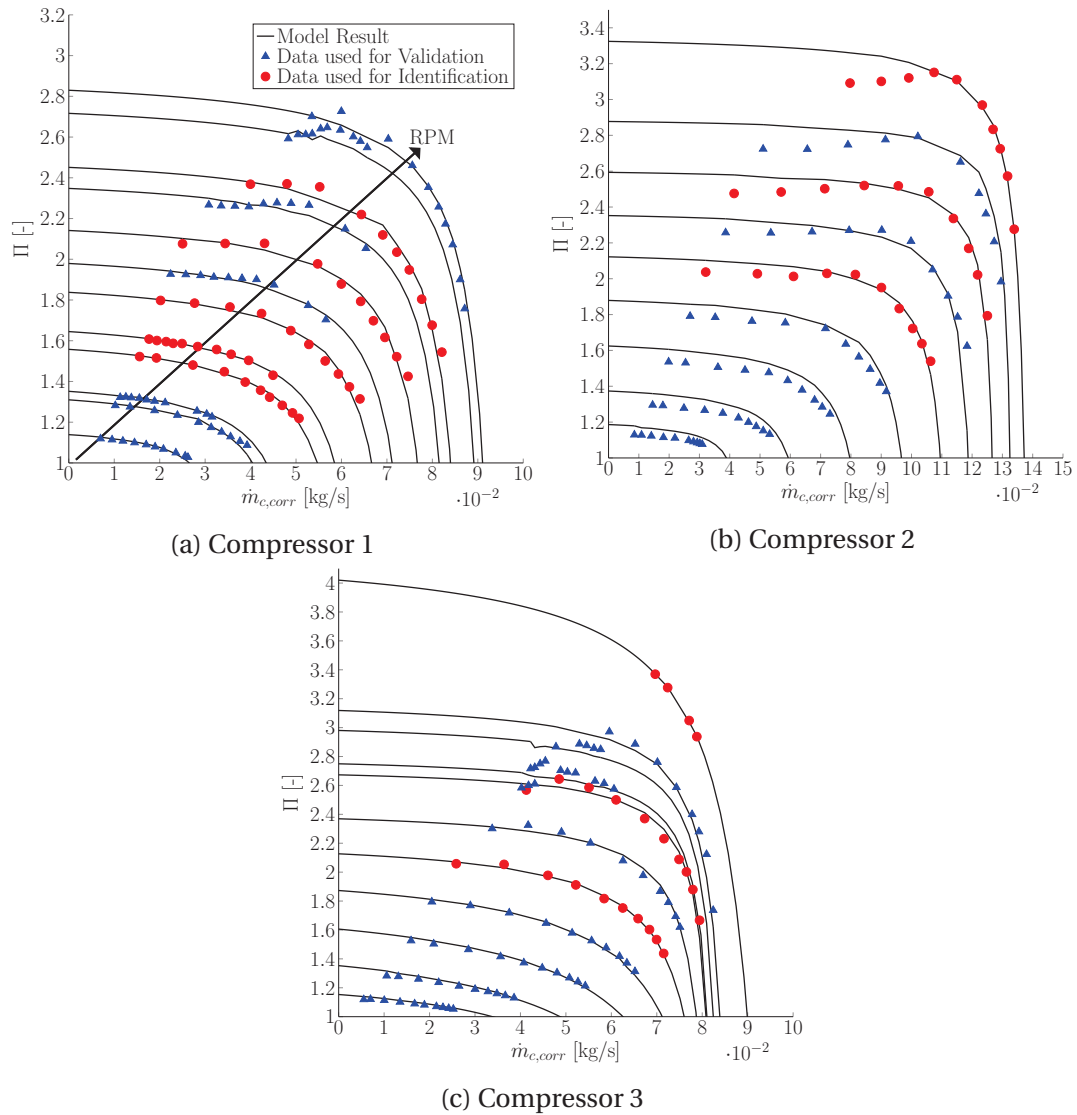 3.2
3
2.8
2.6
2.4
2.2
2
1.8
1.6
1.4
1.2
1
Π [-]
Model Result
Data used for Validation
Data used for Identification
RPM
0 1 2 3 4 5 6 7 8 9 10
ṁc,corr [kg/s]
·10⁻²
(a) Compressor 1
3.4
3.2
3
2.8
2.6
2.4
2.2
2
1.8
1.6
1.4
1.2
1
Π [-]
0 1 2 3 4 5 6 7 8 9 10 11 12 13 14 15
ṁc,corr [kg/s]
·10⁻²
(b) Compressor 2
4
3.8
3.6
3.4
3.2
3
2.8
2.6
2.4
2.2
2
1.8
1.6
1.4
1.2
1
Π [-]
0 1 2 3 4 5 6 7 8 9 10
ṁc,corr [kg/s]
·10⁻²
(c) Compressor 3